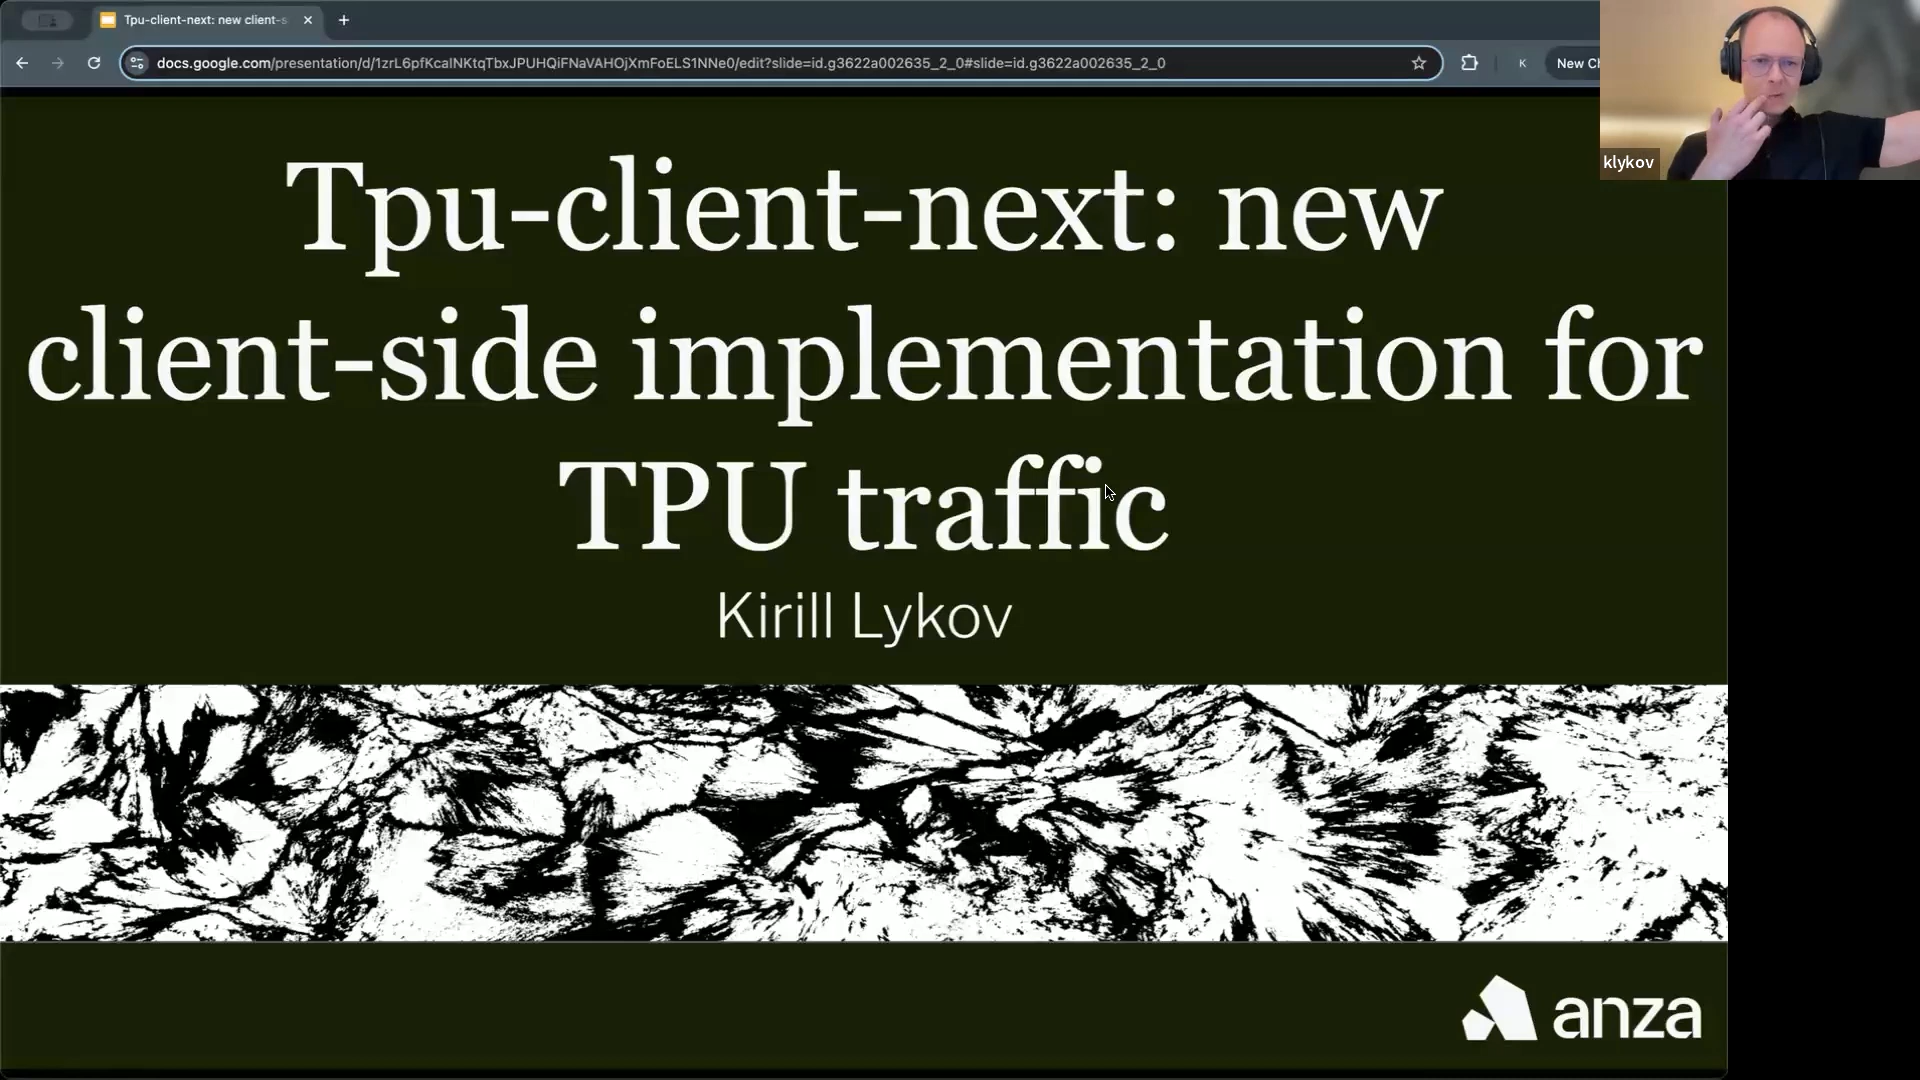 Tpu-client-next: new client-s
docs.google.com/presentation/d/1zrL6pfKcaINKtqTbxJPUHQiFNaVAHOjXmFoELS1NNe0/edit?slide=id.g3622a002635_2_0#slide=id.g3622a002635_2_0
K
New Ch
klykov
Tpu-client-next: new
client-side implementation for
TPU traffic
Kirill Lykov
anza